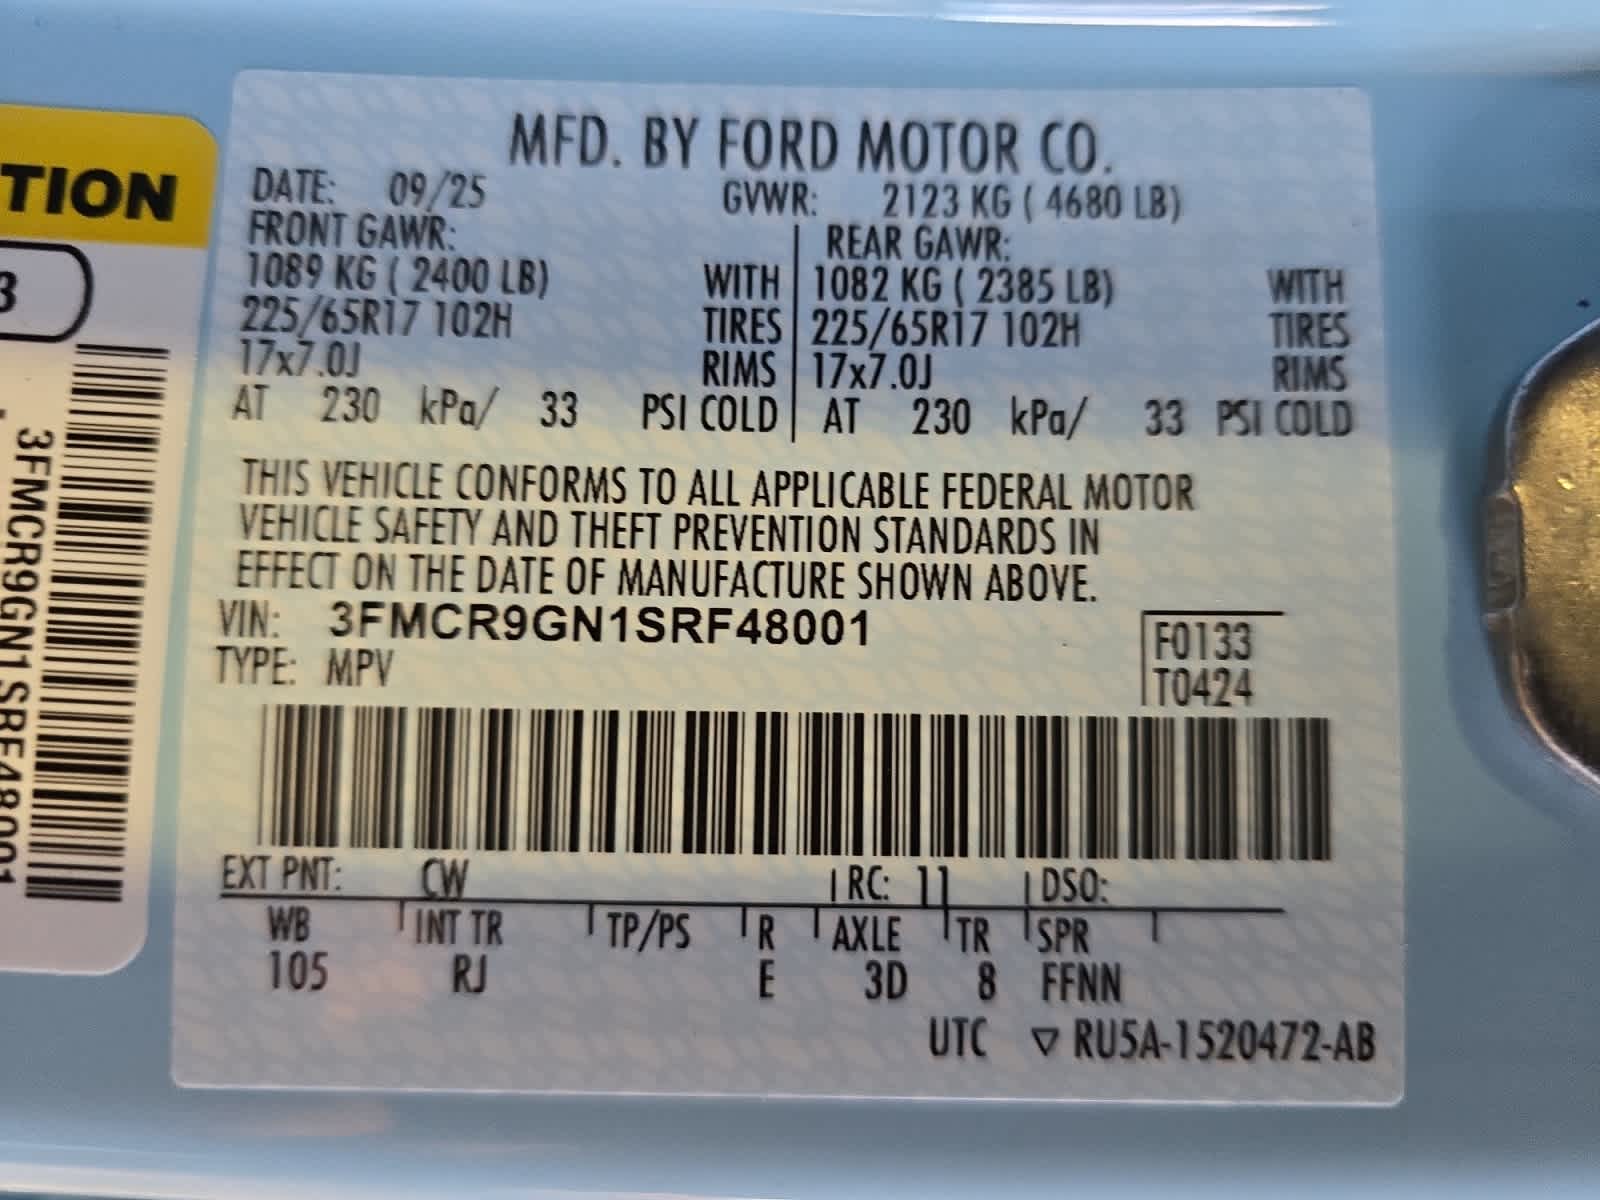 TION
3
3FMCR9GN1SRF48001
MFD. BY FORD MOTOR CO.
DATE: 09/25 GVWR: 2123 KG ( 4680 LB)
FRONT GAWR: REAR GAWR:
1089 KG ( 2400 LB) WITH 1082 KG ( 2385 LB) WITH
225/65R17 102H TIRES 225/65R17 102H TIRES
17x7.0J RIMS 17x7.0J RIMS
AT 230 kPa/ 33 PSI COLD AT 230 kPa/ 33 PSI COLD
THIS VEHICLE CONFORMS TO ALL APPLICABLE FEDERAL MOTOR
VEHICLE SAFETY AND THEFT PREVENTION STANDARDS IN
EFFECT ON THE DATE OF MANUFACTURE SHOWN ABOVE.
VIN: 3FMCR9GN1SRF48001
TYPE: MPV
F0133
T0424
EXT PNT: CW RC: 11 DSO:
WB INT TR TP/PS R AXLE TR SPR
105 RJ E 3D 8 FFNN
UTC ▽ RU5A-1520472-AB